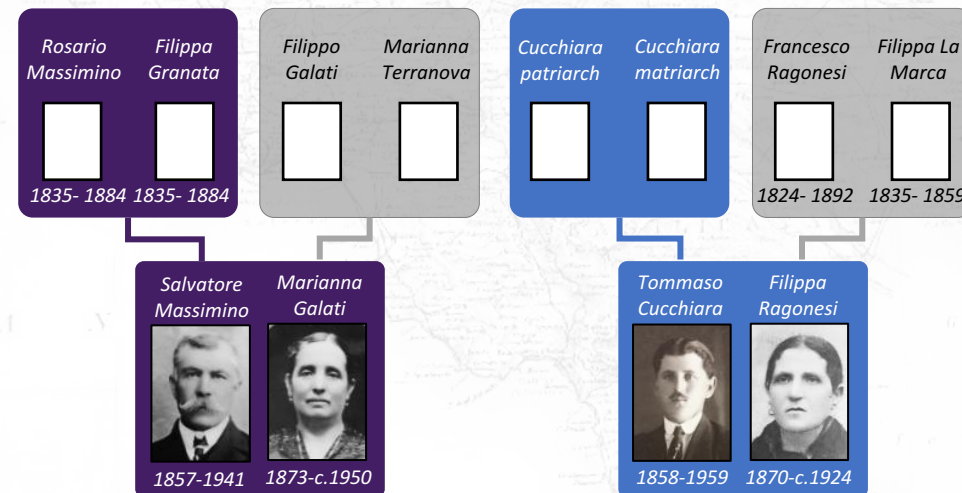 Rosario
Massimino
Filippa
Granata
1835- 1884
1835- 1884
Filippo
Galati
Marianna
Terranova
Cucchiara
patriarch
Cucchiara
matriarch
Francesco
Ragonesi
Filippa La
Marca
1824- 1892
1835- 1859
Salvatore
Massimino
Marianna
Galati
1857-1941
1873-c.1950
Tommaso
Cucchiara
Filippa
Ragonesi
1858-1959
1870-c.1924